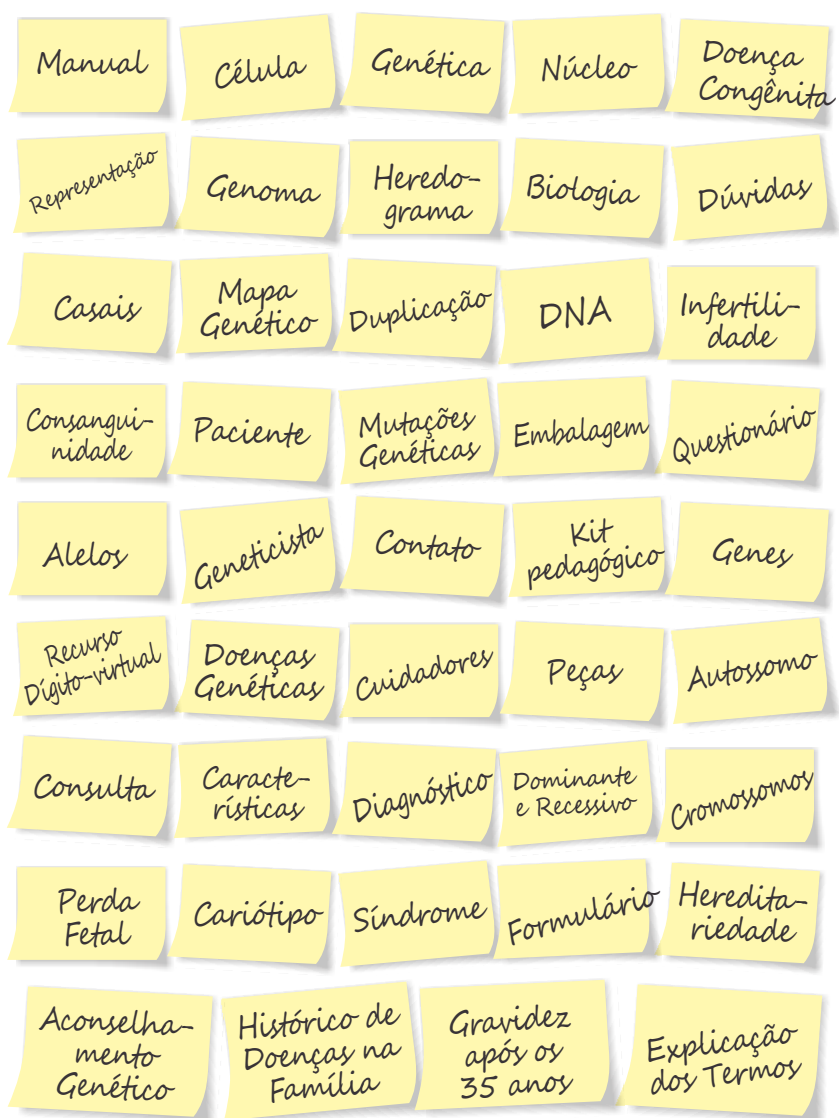 Manual
Célula
Genética
Núcleo
Doença
Congênita
Representação
Genoma
Heredo-
grama
Biologia
Dúvidas
Casais
Mapa
Genético
Duplicação
DNA
Infertili-
dade
Consangui-
nidade
Paciente
Mutações
Genéticas
Embalagem
Questionário
Alelos
Geneticista
Contato
Kit
pedagógico
Genes
Recurso
Dígito-virtual
Doenças
Genéticas
Cuidadores
Peças
Autossomo
Consulta
Caracte-
rísticas
Diagnóstico
Dominante
e Recessivo
Cromossomos
Perda
Fetal
Cariótipo
Síndrome
Formulário
Heredita-
riedade
Aconselha-
mento
Genético
Histórico de
Doenças na
Família
Gravidez
após os
35 anos
Explicação
dos Termos